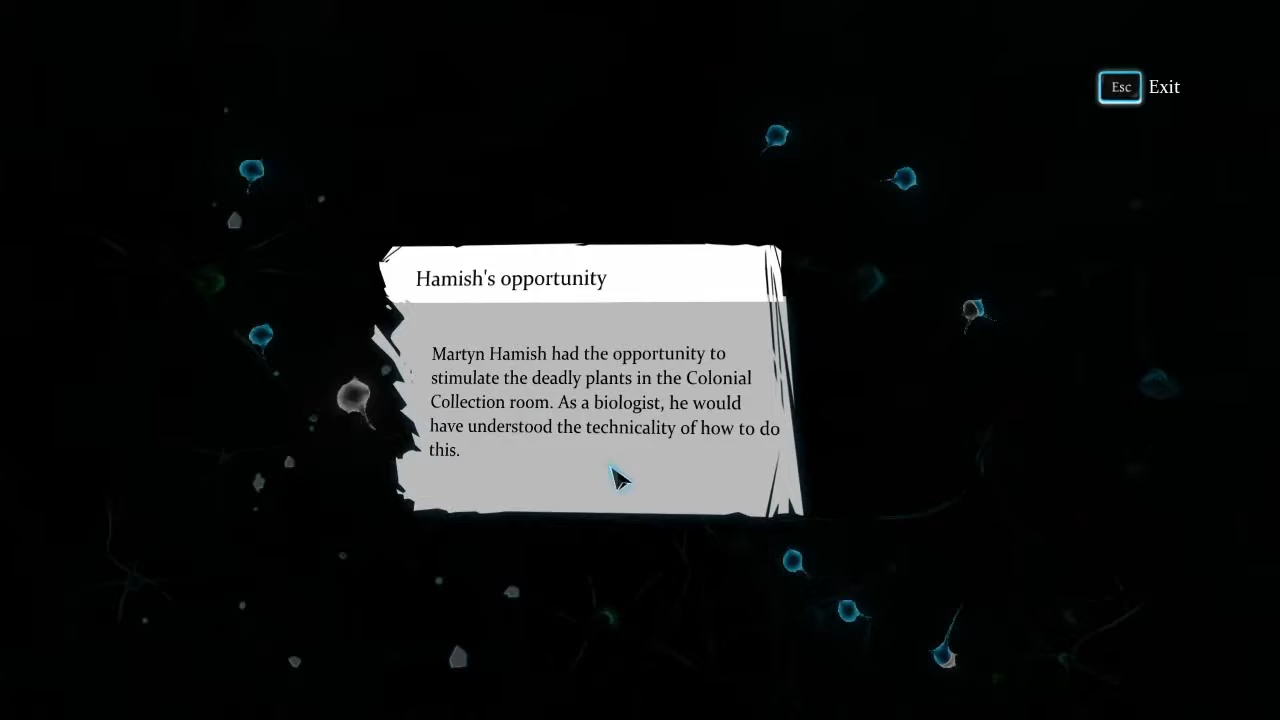 Esc Exit
Hamish's opportunity
Martyn Hamish had the opportunity to
stimulate the deadly plants in the Colonial
Collection room. As a biologist, he would
have understood the technicality of how to do
this.